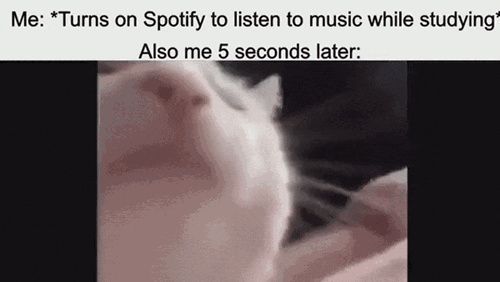 Me: *Turns on Spotify to listen to music while studying*
Also me 5 seconds later: